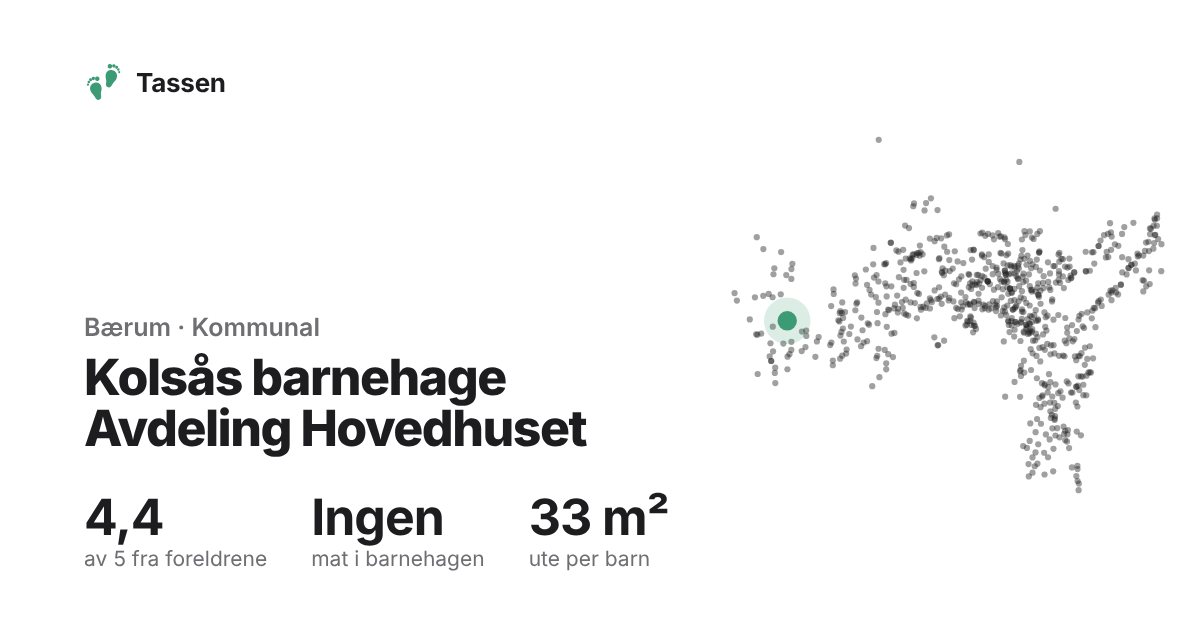 Tassen
Bærum · Kommunal
Kolsås barnehage
Avdeling Hovedhuset
4,4
av 5 fra foreldrene
Ingen
mat i barnehagen
33 m²
ute per barn